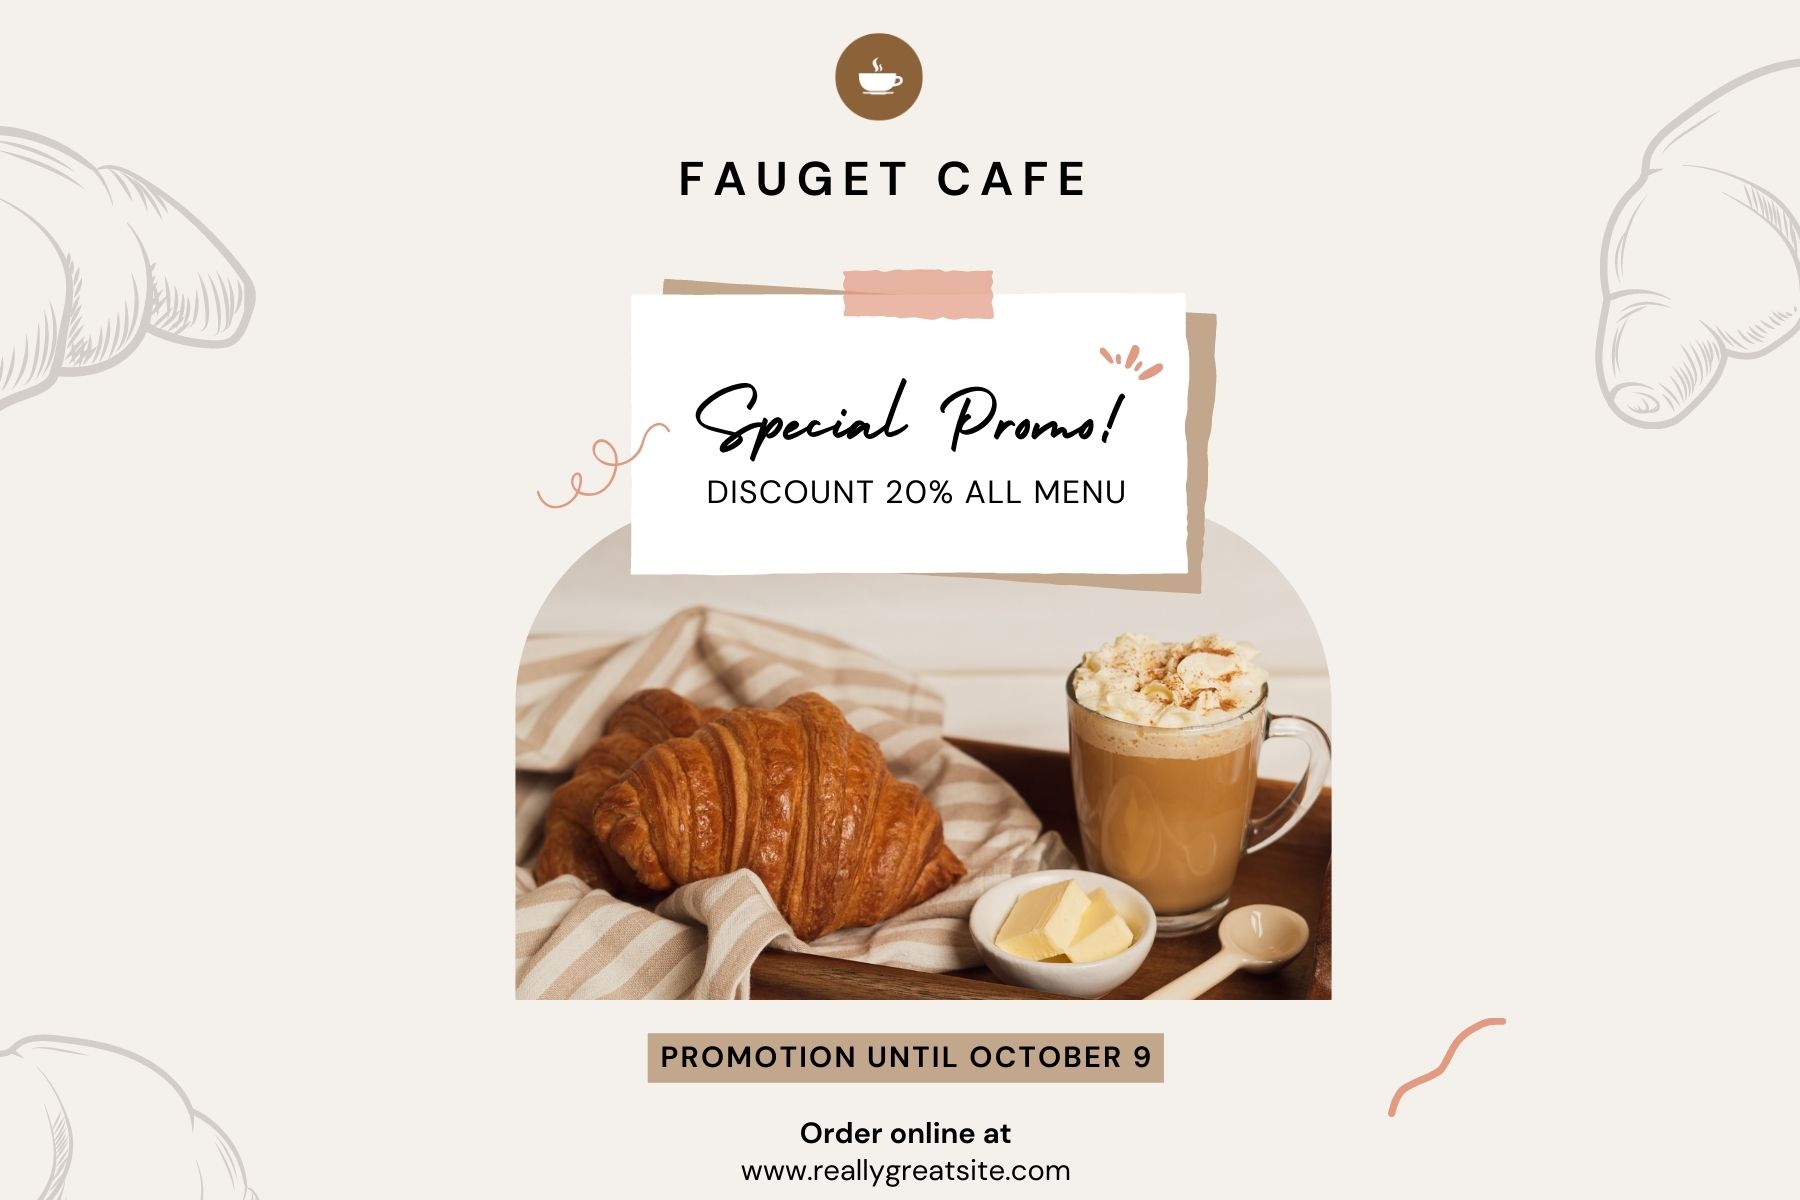 FAUGET CAFE
Special Promo!
DISCOUNT 20% ALL MENU
PROMOTION UNTIL OCTOBER 9
Order online at
www.reallygreatsite.com